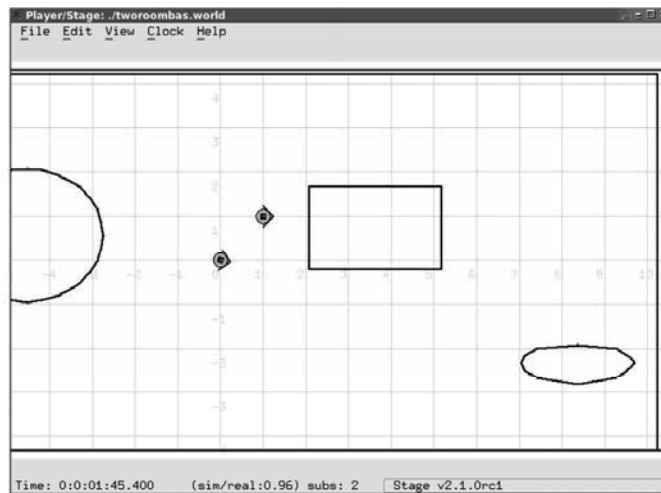 Player/Stage: ./tworoombas.world
File Edit View Clock Help
4
3
2
1
-4 -3 -2 -1 0 1 2 3 4 5 6 7 8 9 10
-1
-2
-3
Time: 0:0:01:45.400 (sim/real:0.96) subs: 2 Stage v2.1.0rc1